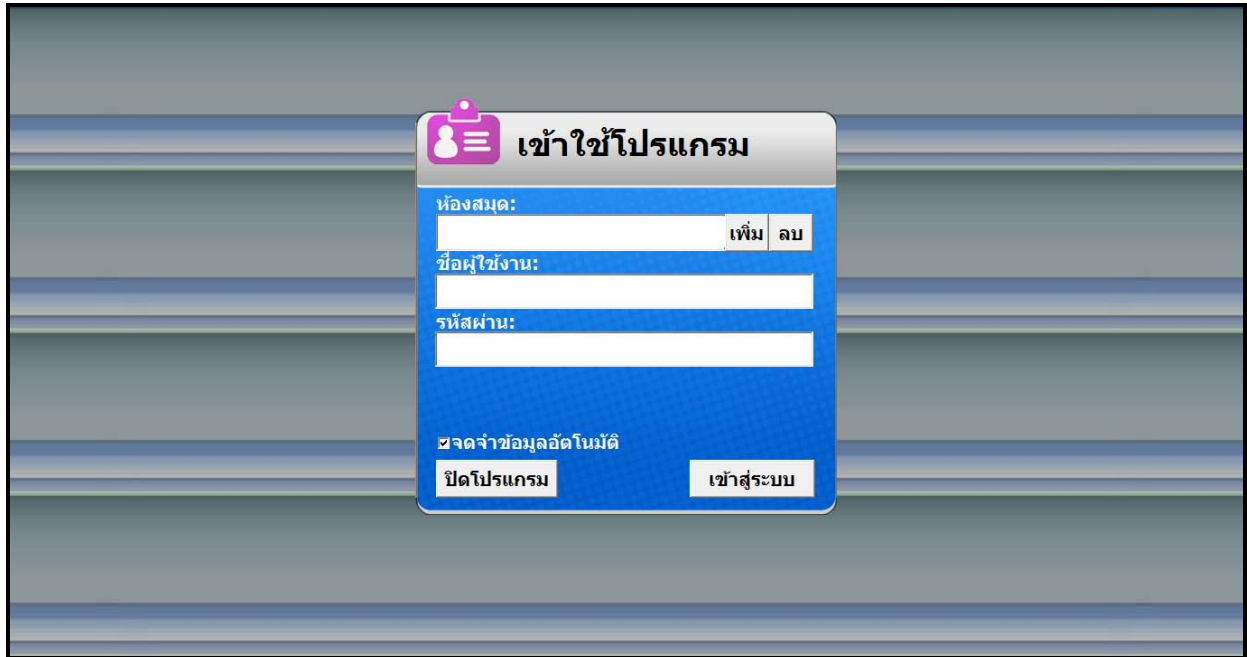 เข้าใช้โปรแกรม
ห้องสมุด:
เพิ่ม ลบ
ชื่อผู้ใช้งาน:
รหัสผ่าน:
จดจำข้อมูลอัตโนมัติ
ปิดโปรแกรม เข้าสู่ระบบ